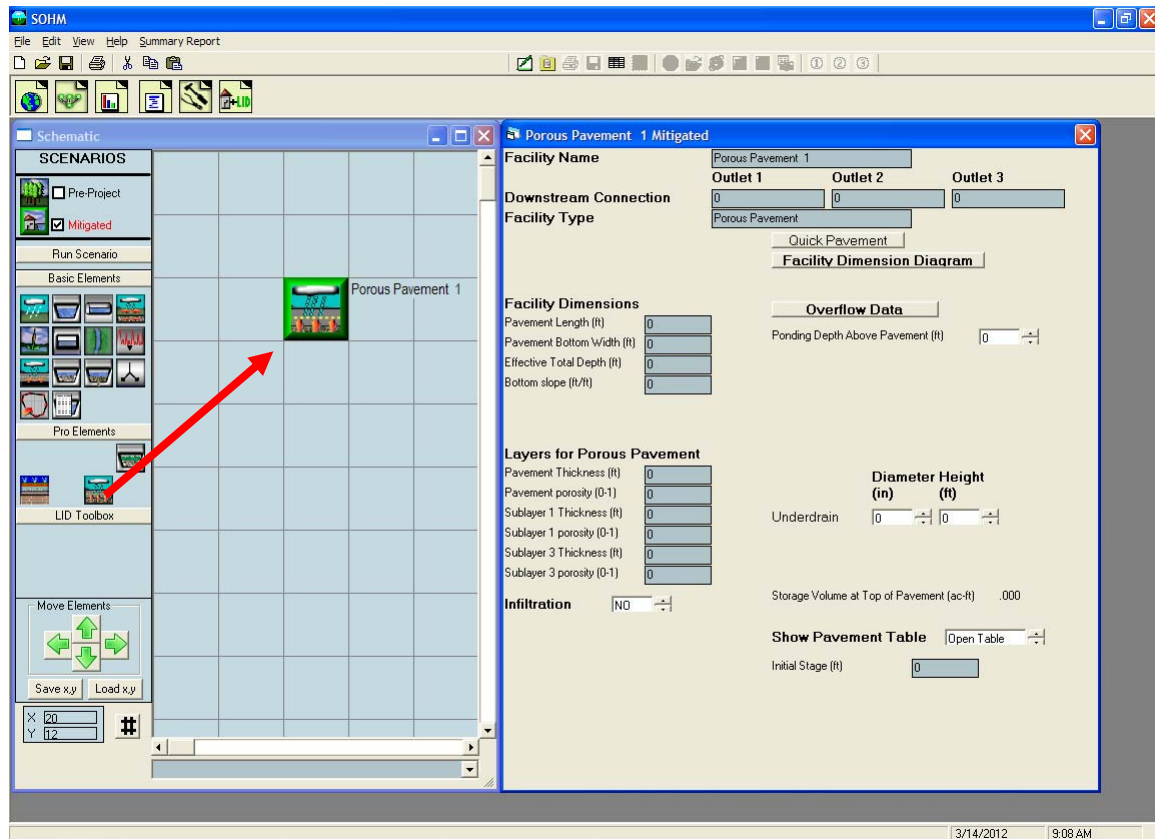 SOHM
File Edit View Help Summary Report
+LID
Schematic
SCENARIOS
Pre-Project
Mitigated
Run Scenario
Basic Elements
Pro Elements
LID Toolbox
Move Elements
Save x,y Load x,y
X 20
Y 12
#
Porous Pavement 1
Porous Pavement 1 Mitigated
Facility Name Porous Pavement 1
Outlet 1 Outlet 2 Outlet 3
Downstream Connection 0 0 0
Facility Type Porous Pavement
Quick Pavement
Facility Dimension Diagram
Facility Dimensions
Overflow Data
Pavement Length (ft) 0
Ponding Depth Above Pavement (ft) 0
Pavement Bottom Width (ft) 0
Effective Total Depth (ft) 0
Bottom slope (ft/ft) 0
Layers for Porous Pavement
Pavement Thickness (ft) 0
Diameter Height
Pavement porosity (0-1) 0
(in) (ft)
Sublayer 1 Thickness (ft) 0
Underdrain 0 0
Sublayer 1 porosity (0-1) 0
Sublayer 3 Thickness (ft) 0
Sublayer 3 porosity (0-1) 0
Infiltration NO
Storage Volume at Top of Pavement (ac-ft) .000
Show Pavement Table Open Table
Initial Stage (ft) 0
3/14/2012 9:08 AM